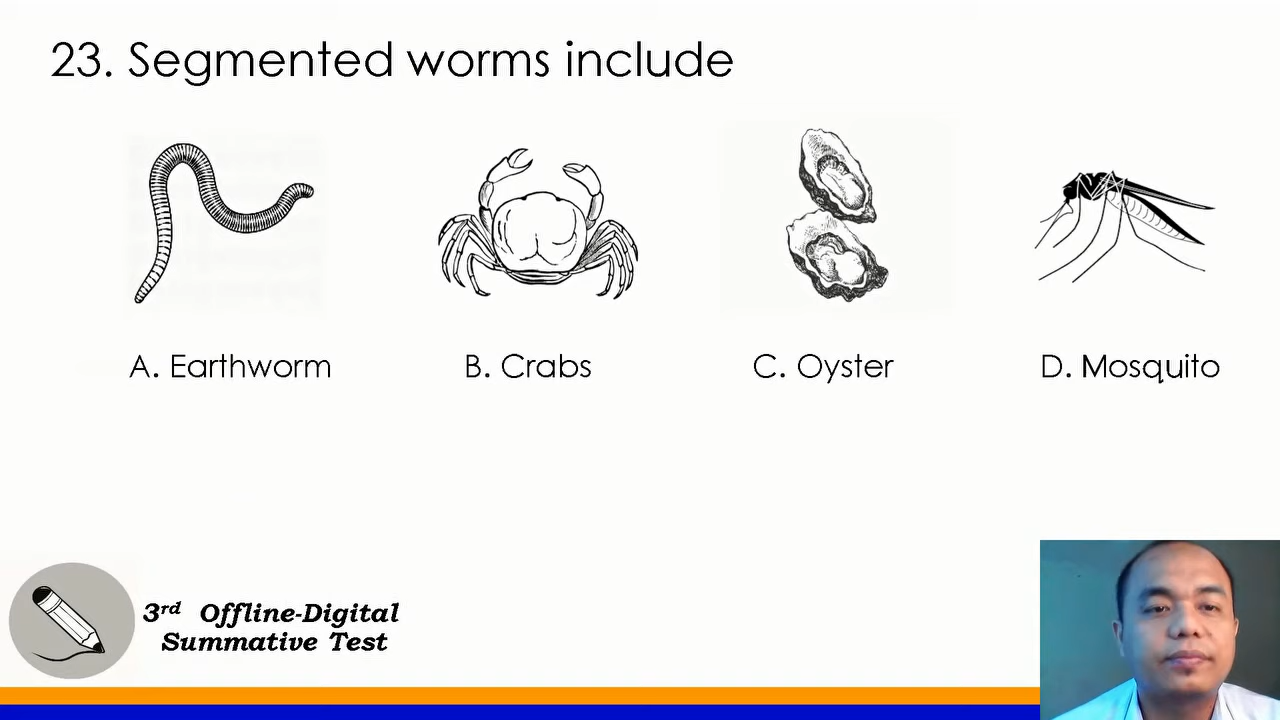 23. Segmented worms include
A. Earthworm
B. Crabs
C. Oyster
D. Mosquito
3rd Offline-Digital
Summative Test